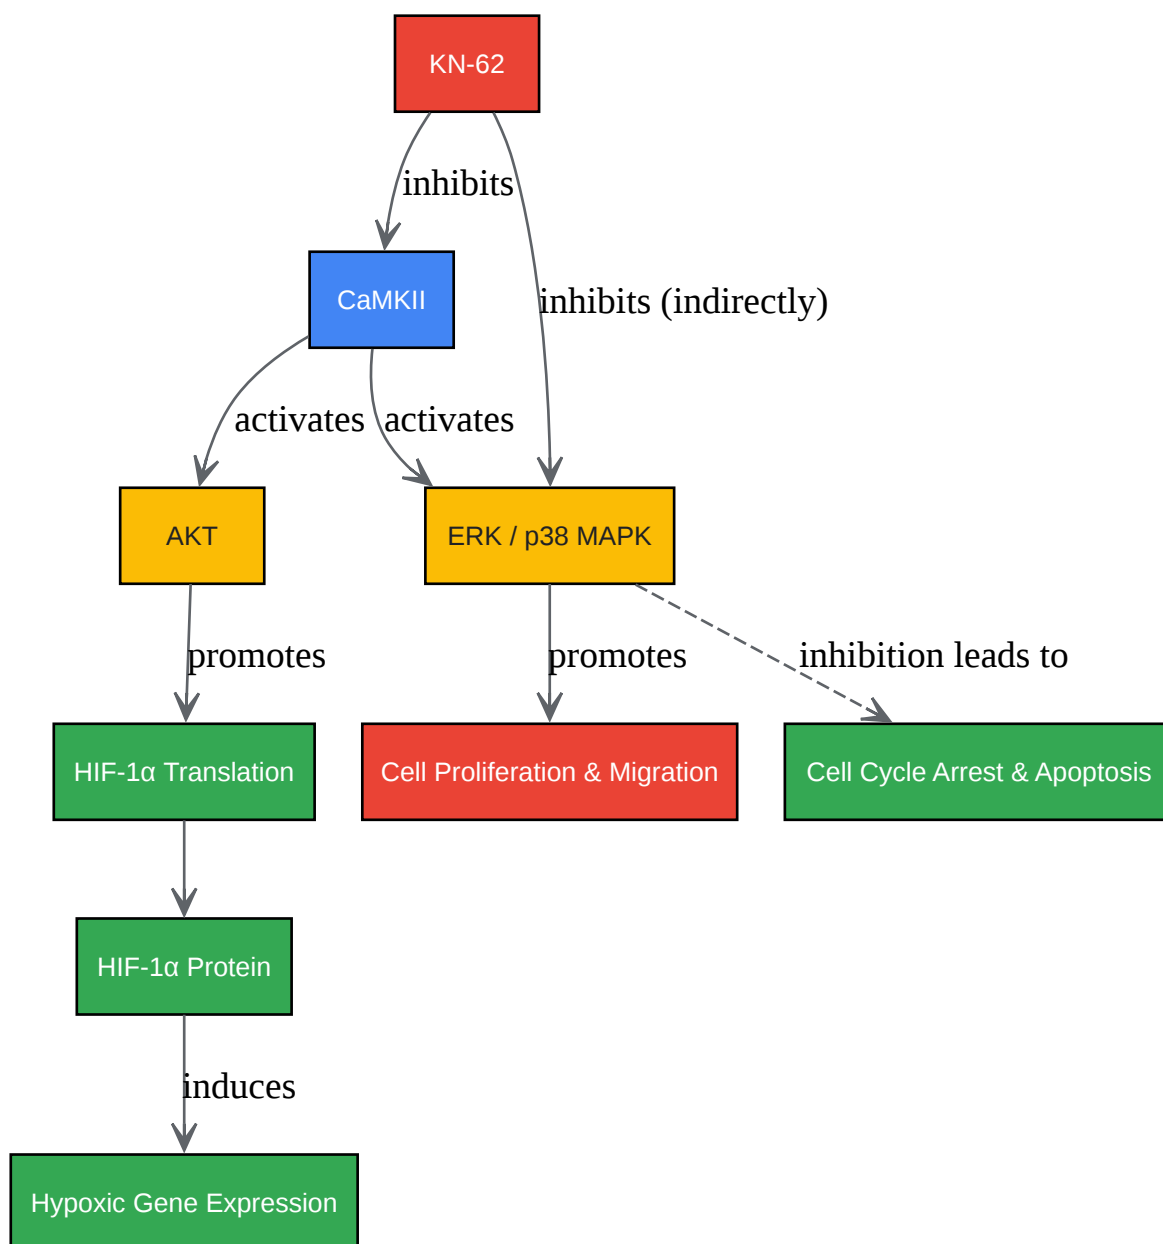 KN-62
inhibits
CaMKII
inhibits (indirectly)
activates
activates
AKT
ERK / p38 MAPK
promotes
promotes
inhibition leads to
HIF-1α Translation
Cell Proliferation & Migration
Cell Cycle Arrest & Apoptosis
HIF-1α Protein
induces
Hypoxic Gene Expression